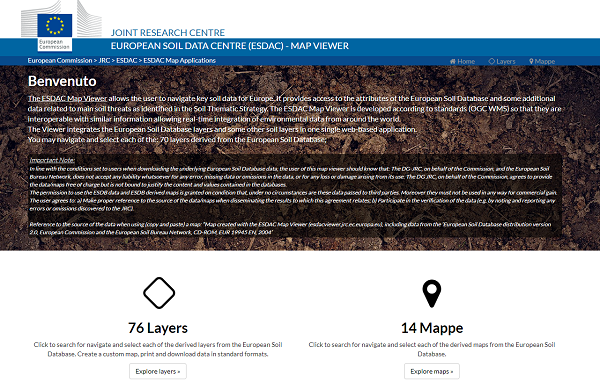 European
Commission
JOINT RESEARCH CENTRE
EUROPEAN SOIL DATA CENTRE (ESDAC) - MAP VIEWER
European Commission > JRC > ESDAC > ESDAC Map Applications
Home Layers Mappe
Benvenuto
The ESDAC Map Viewer allows the user to navigate key soil data for Europe. It provides access to the attributes of the European Soil Database and some additional
data related to main soil threats as identified in the Soil Thematic Strategy. The ESDAC Map Viewer is developed according to standards (OGC WMS) so that they are
interoperable with similar information allowing real-time integration of environmental data from around the world.
The Viewer integrates the European Soil Database layers and some other soil layers in one single web-based application.
You may navigate and select each of the: 70 layers derived from the European Soil Database;
Important Note:
In line with the conditions set to users when downloading the underlying European Soil Database data, the user of this map viewer should know that: The DG-JRC, on behalf of the Commission, and the European Soil
Bureau Network, does not accept any liability whatsoever for any error, missing data or omissions in the data, or for any loss or damage arising from its use. The DG JRC, on behalf of the Commission, agrees to provide
the data/maps free of charge but is not bound to justify the content and values contained in the databases.
The permission to use the ESDB data and ESDB derived maps is granted on condition that, under no circumstances are these data passed to third parties. Moreover they must not be used in any way for commercial gain.
The user agrees to : a) Make proper reference to the source of the data/maps when disseminating the results to which this agreement relates; b) Participate in the verification of the data (e.g. by noting and reporting any
errors or omissions discovered to the JRC).
Reference to the source of the data when using (copy and paste) a map: "Map created with the ESDAC Map Viewer (esdacviewer.jrc.ec.europa.eu), including data from the 'European Soil Database distribution version
2.0, European Commission and the European Soil Bureau Network, CD-ROM, EUR 19945 EN, 2004'
76 Layers
Click to search for navigate and select each of the derived layers from the European Soil
Database. Create a custom map, print and download data in standard formats.
Explore layers »
14 Mappe
Click to search for navigate and select each of the derived maps from the European Soil
Database.
Explore maps »